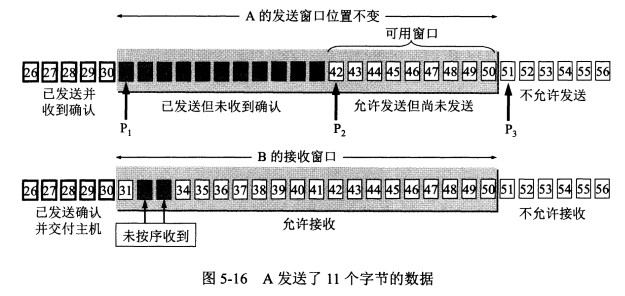 A 的发送窗口位置不变
可用窗口
26 27 28 29 30 42 43 44 45 46 47 48 49 50 51 52 53 54 55 56
已发送并
收到确认
已发送但未收到确认
允许发送但尚未发送
不允许发送
P1 P2 P3
B 的接收窗口
26 27 28 29 30 31 34 35 36 37 38 39 40 41 42 43 44 45 46 47 48 49 50 51 52 53 54 55 56
已发送确认
并交付主机
未按序收到
允许接收
不允许接收
图 5-16 A 发送了 11 个字节的数据